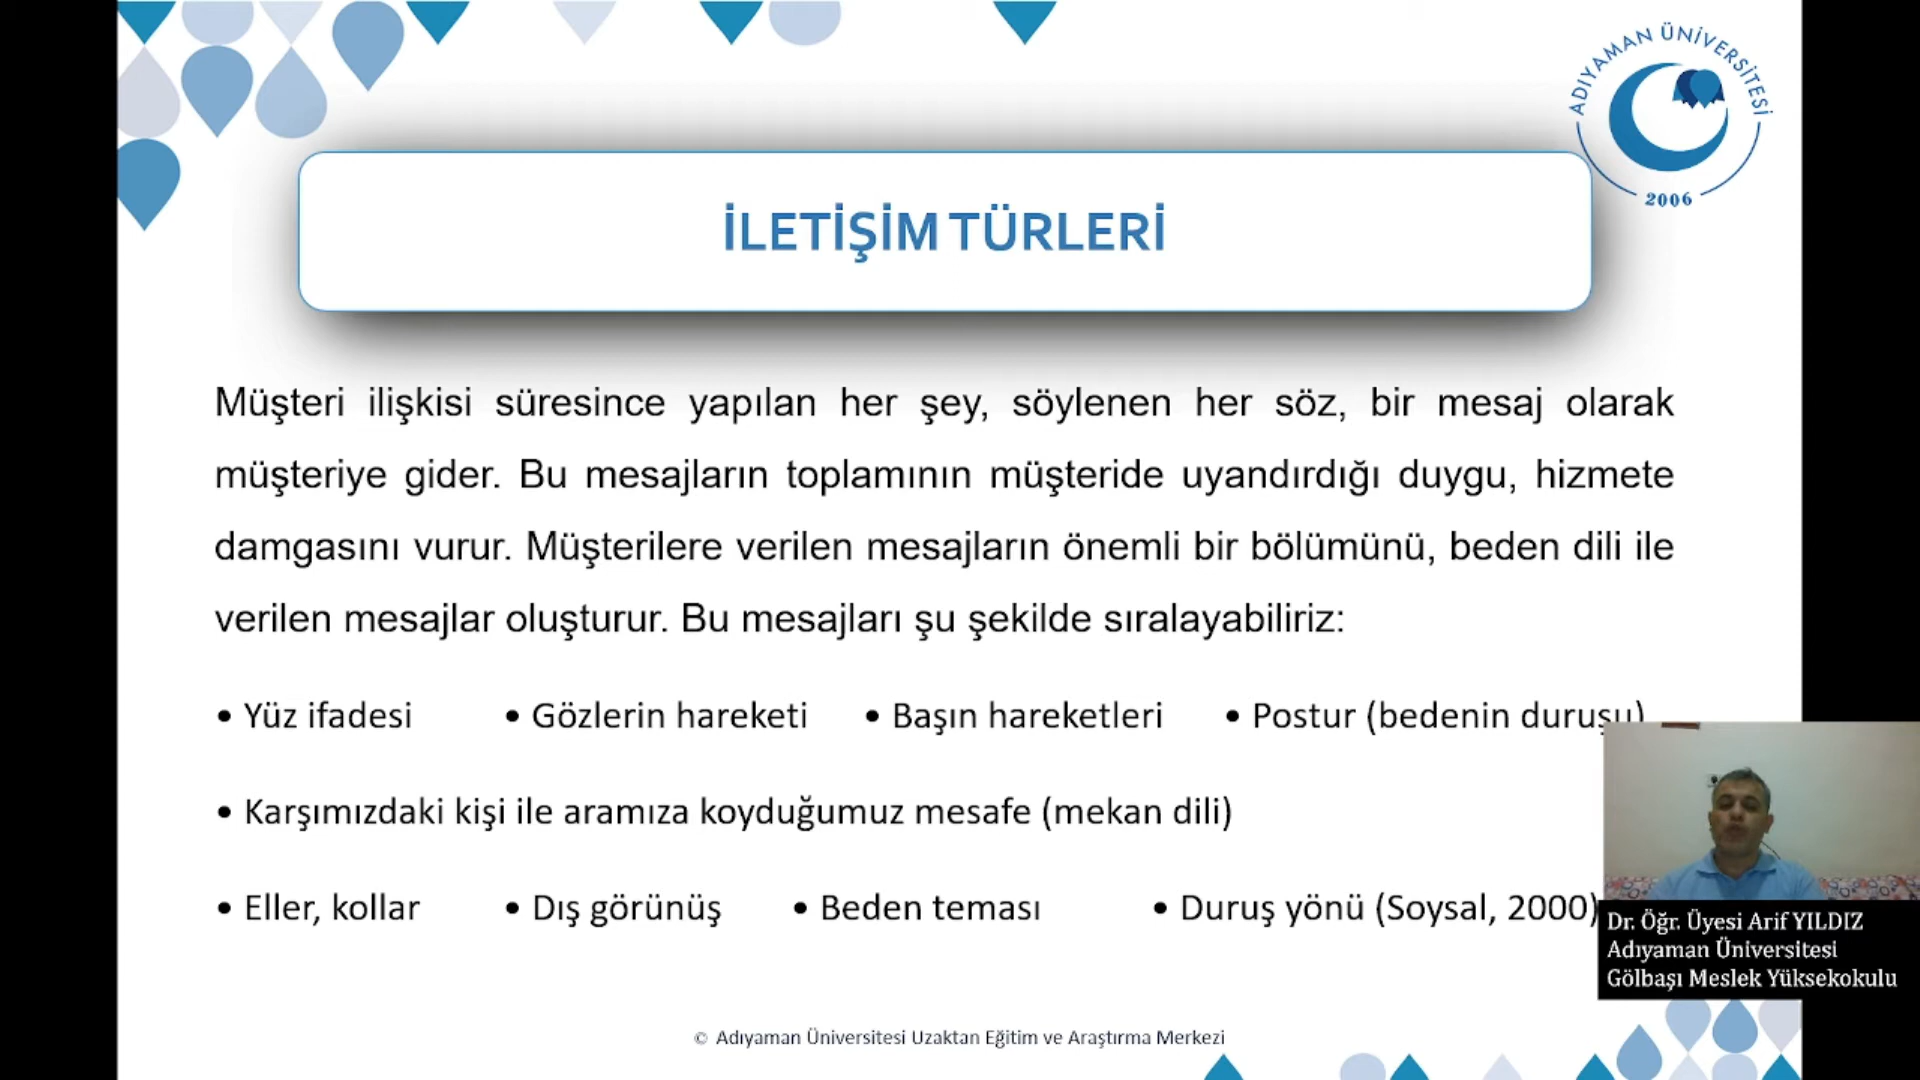 ADIYAMAN ÜNİVERSİTESİ
2006
İLETİŞİM TÜRLERİ
Müşteri ilişkisi süresince yapılan her şey, söylenen her söz, bir mesaj olarak
müşteriye gider. Bu mesajların toplamının müşteride uyandırdığı duygu, hizmete
damgasını vurur. Müşterilere verilen mesajların önemli bir bölümünü, beden dili ile
verilen mesajlar oluşturur. Bu mesajları şu şekilde sıralayabiliriz:
• Yüz ifadesi • Gözlerin hareketi • Başın hareketleri • Postur (bedenin duruşu)
• Karşımızdaki kişi ile aramıza koyduğumuz mesafe (mekan dili)
• Eller, kollar • Dış görünüş • Beden teması • Duruş yönü (Soysal, 2000)
Dr. Öğr. Üyesi Arif YILDIZ
Adıyaman Üniversitesi
Gölbaşı Meslek Yüksekokulu
© Adıyaman Üniversitesi Uzaktan Eğitim ve Araştırma Merkezi